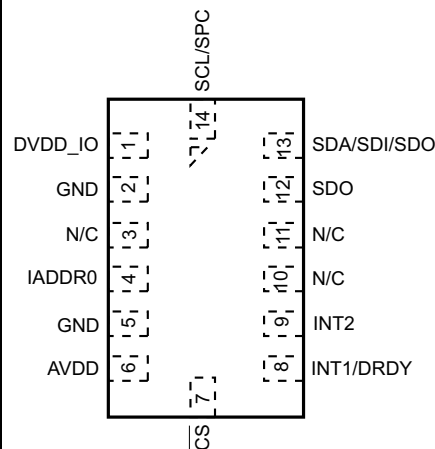 SCL/SPC
14
DVDD_IO 1 13 SDA/SDI/SDO
GND 2 12 SDO
N/C 3 11 N/C
IADDR0 4 10 N/C
GND 5 9 INT2
AVDD 6 8 INT1/DRDY
7
CS